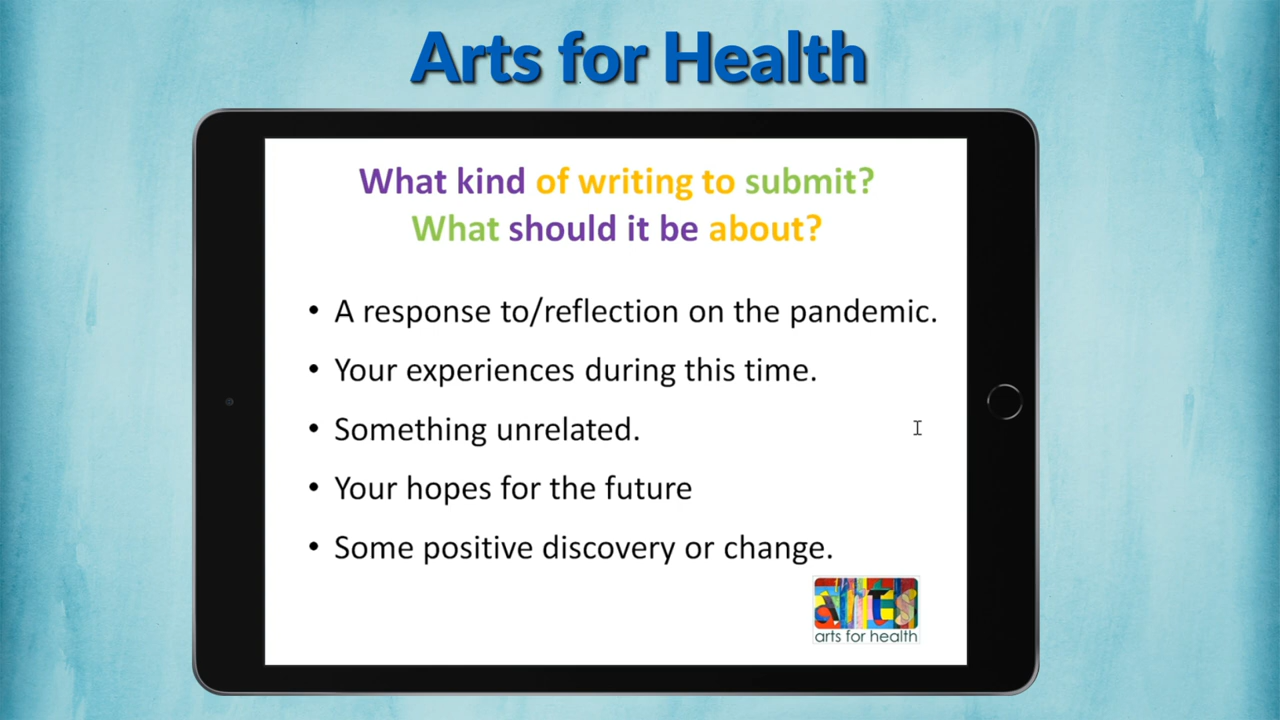 Arts for Health
What kind of writing to submit?
What should it be about?
• A response to/reflection on the pandemic.
• Your experiences during this time.
• Something unrelated.
• Your hopes for the future
• Some positive discovery or change.
arts
arts for health